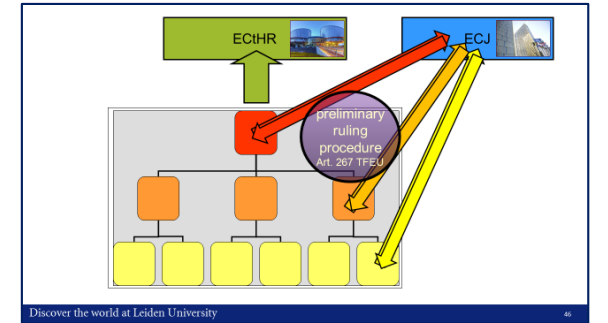 ECtHR
ECJ
preliminary
ruling
procedure
Art. 267 TFEU
Discover the world at Leiden University
46